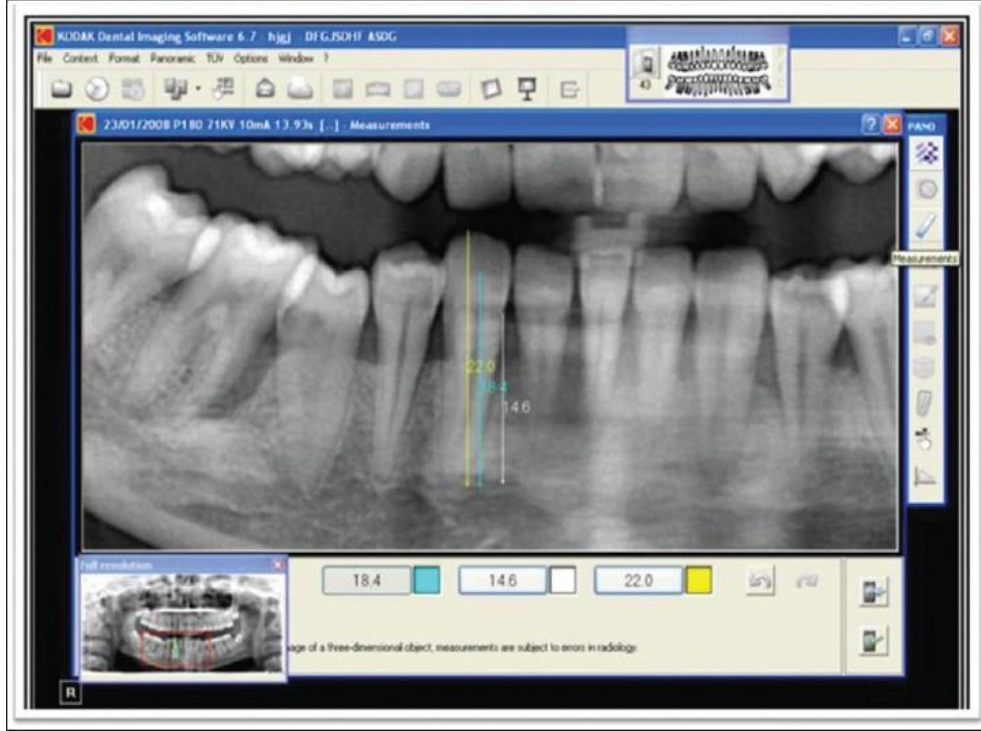 KODAK Dental Imaging Software 6.7 - hjgj - DFGJSDHF ASDG
File Context Format Panoramic TÜV Options Window ?
43
23/01/2008 P180 71KV 10mA 13.93s [..] - Measurements
PANO
Measurements
22.0
18.4
14.6
Full resolution
18.4 14.6 22.0
age of a three-dimensional object, measurements are subject to errors in radiology.
R